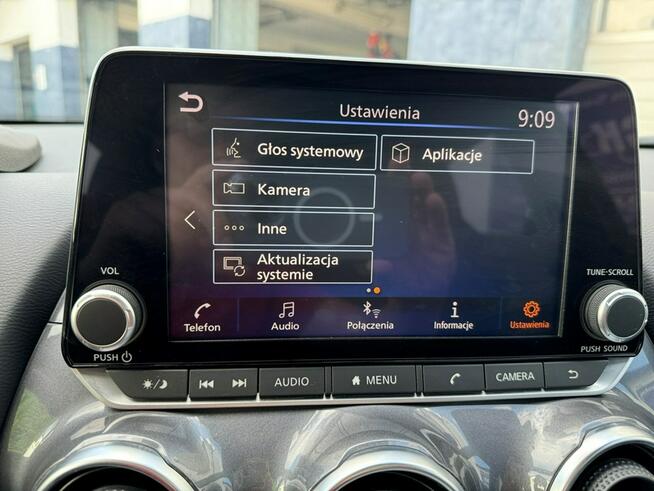 Ustawienia
9:09
Głos systemowy
Aplikacje
Kamera
Inne
Aktualizacja
systemie
Telefon
Audio
Połączenia
Informacje
Ustawienia
VOL
PUSH
TUNE·SCROLL
PUSH SOUND
AUDIO
MENU
CAMERA